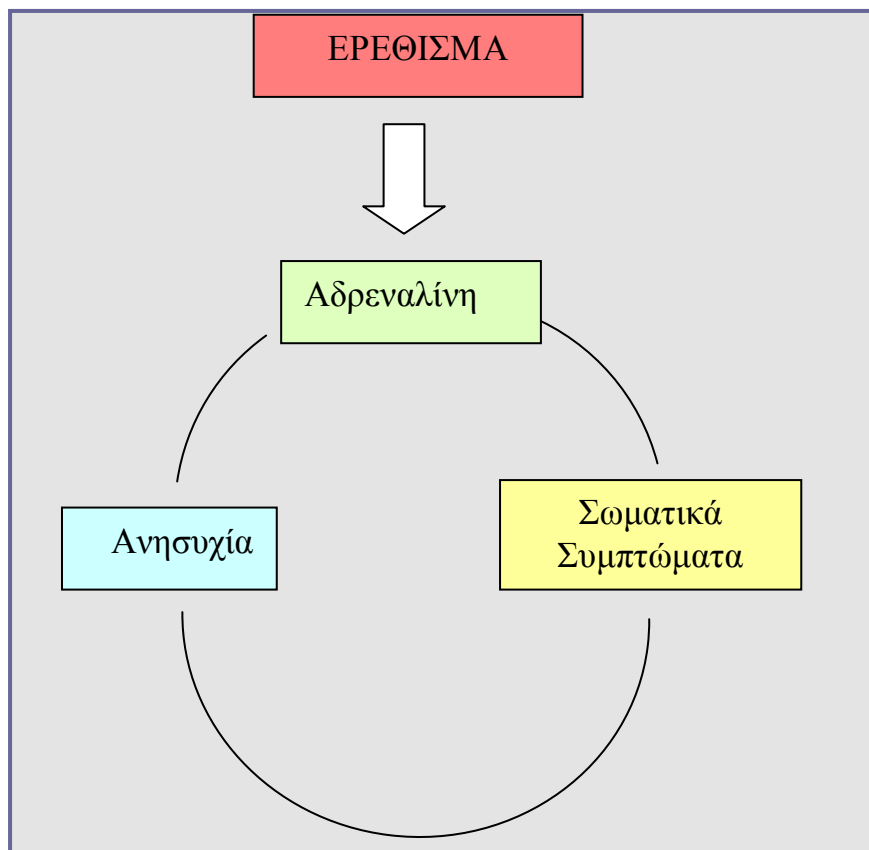 ΕΡΕΘΙΣΜΑ
Αδρεναλίνη
Ανησυχία
Σωματικά
Συμπτώματα